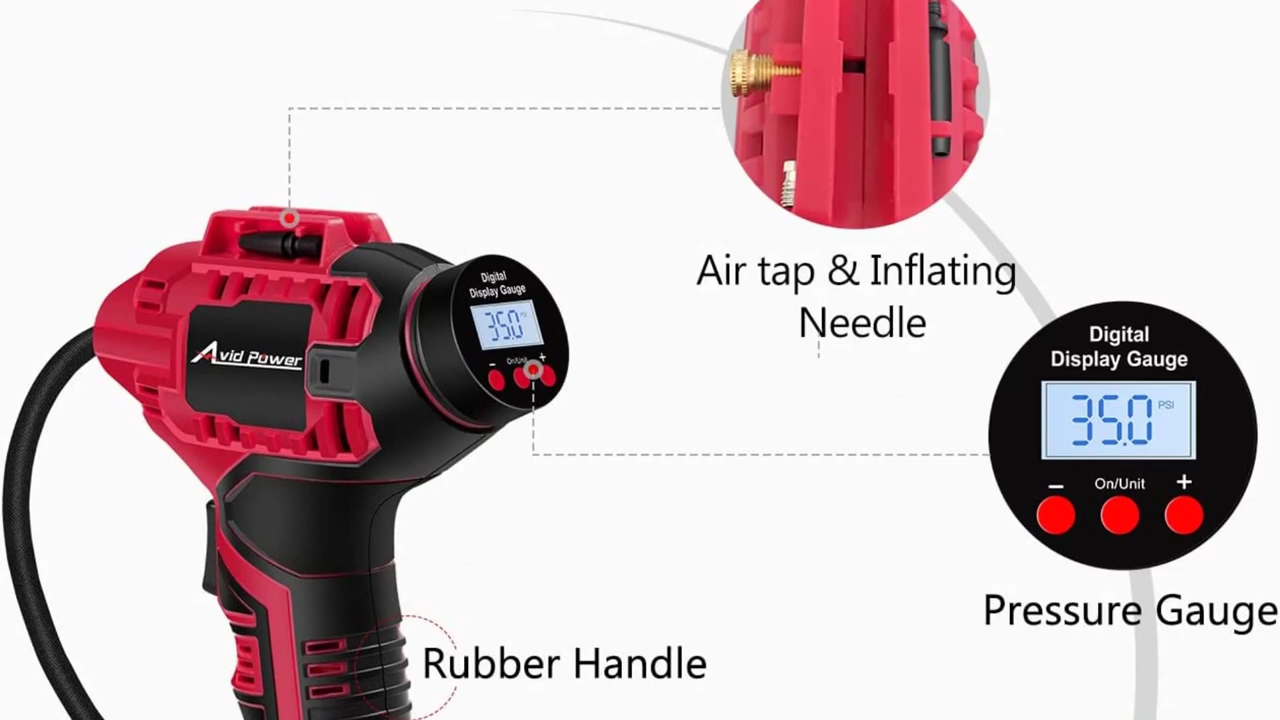 Air tap & Inflating
Needle
Digital
Display Gauge
35.0 PSI
On/Unit
- +
Avid Power
Digital
Display Gauge
35.0 PSI
- On/Unit +
Pressure Gauge
Rubber Handle